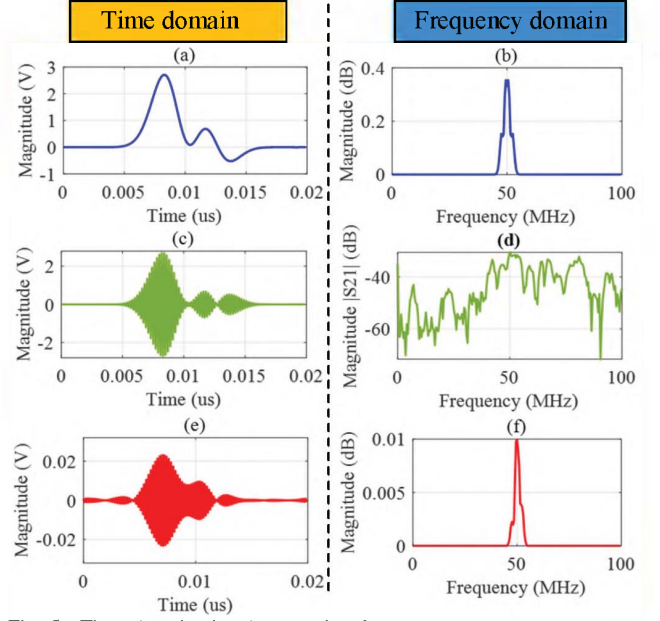 Time domain
Frequency domain
(a)
Magnitude (V)
3
2
1
0
-1
0
0.005
0.01
0.015
0.02
Time (us)
(b)
Magnitude (dB)
0.4
0.2
0
0
50
100
Frequency (MHz)
(c)
Magnitude (V)
2
0
-2
0
0.005
0.01
0.015
0.02
Time (us)
(d)
Magnitude |S21| (dB)
-40
-60
0
50
100
Frequency (MHz)
(e)
Magnitude (V)
0.02
0
-0.02
0
0.01
0.02
Time (us)
(f)
Magnitude (dB)
0.01
0.005
0
0
50
100
Frequency (MHz)